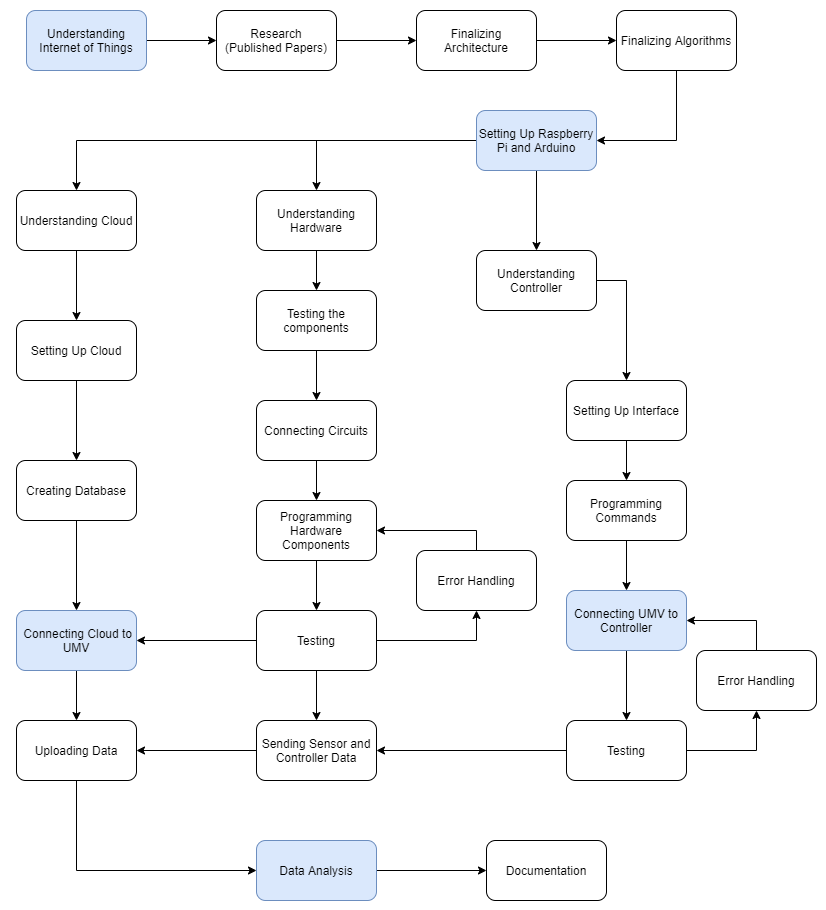 Understanding
Internet of Things
Research
(Published Papers)
Finalizing
Architecture
Finalizing Algorithms
Setting Up Raspberry
Pi and Arduino
Understanding Cloud
Understanding
Hardware
Understanding
Controller
Testing the
components
Setting Up Cloud
Setting Up Interface
Connecting Circuits
Creating Database
Programming
Hardware
Components
Programming
Commands
Error Handling
Connecting Cloud to
UMV
Testing
Connecting UMV to
Controller
Error Handling
Uploading Data
Sending Sensor and
Controller Data
Testing
Data Analysis
Documentation